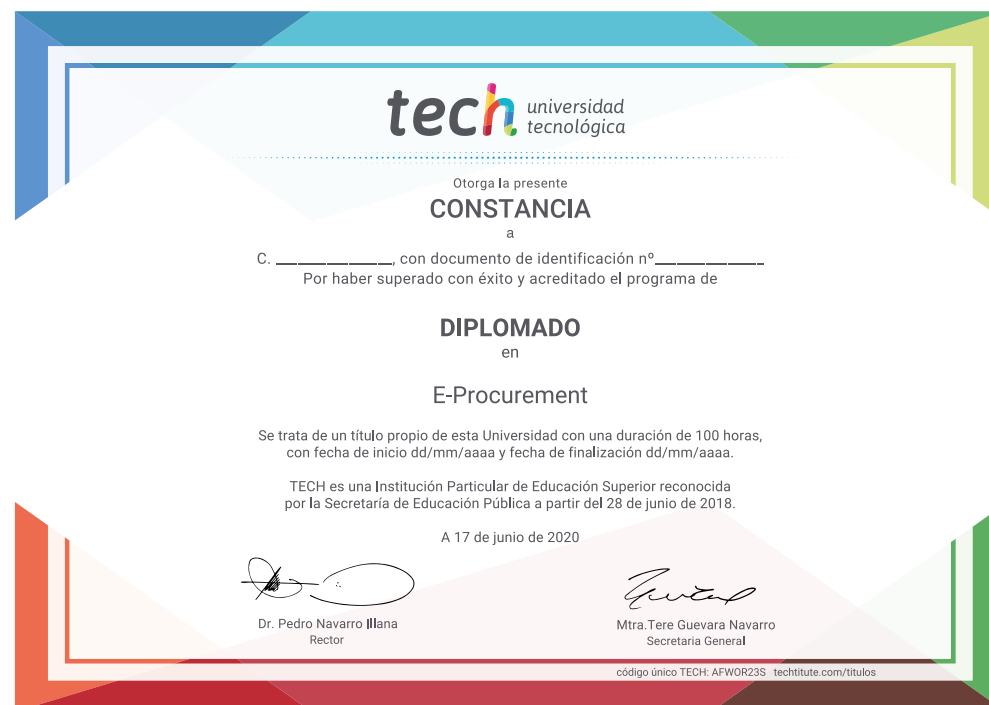 tech universidad
tecnológica
Otorga la presente
CONSTANCIA
a
C. ______________, con documento de identificación nº_____________
Por haber superado con éxito y acreditado el programa de
DIPLOMADO
en
E-Procurement
Se trata de un título propio de esta Universidad con una duración de 100 horas,
con fecha de inicio dd/mm/aaaa y fecha de finalización dd/mm/aaaa.
TECH es una Institución Particular de Educación Superior reconocida
por la Secretaría de Educación Pública a partir del 28 de junio de 2018.
A 17 de junio de 2020
Dr. Pedro Navarro Illana
Rector
Mtra.Tere Guevara Navarro
Secretaria General
código único TECH: AFWOR23S techtitute.com/titulos